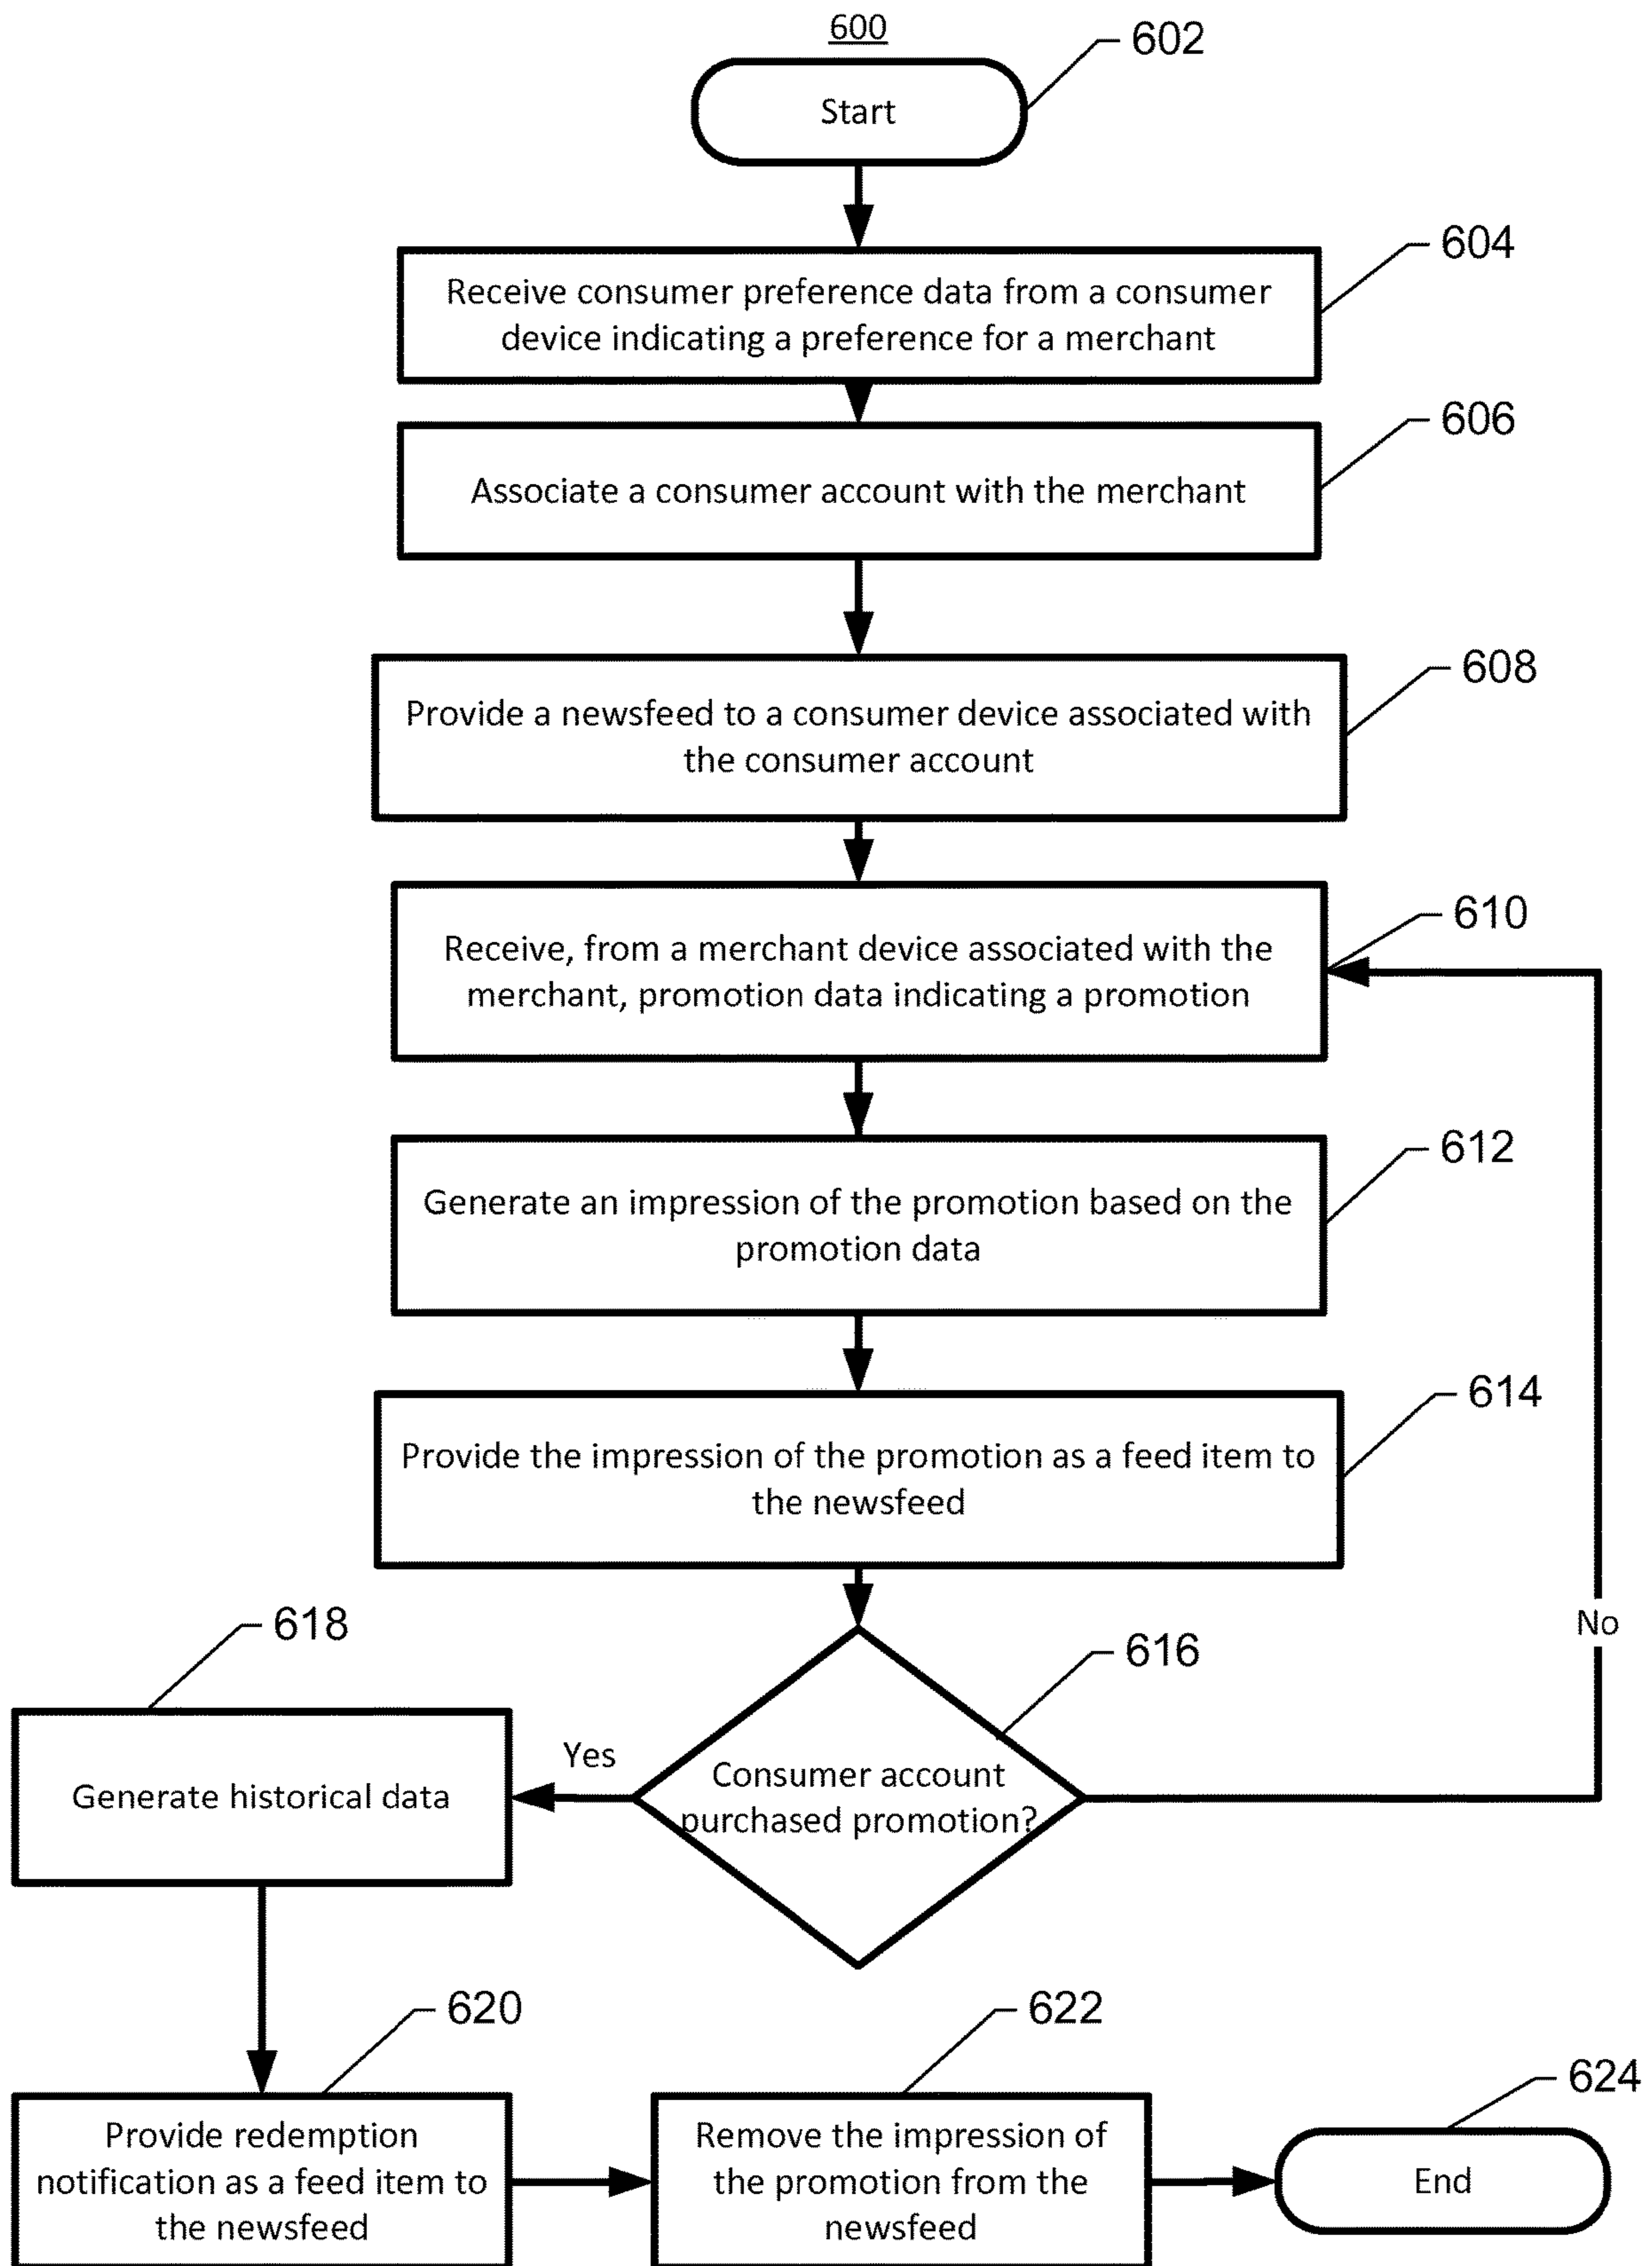 600
602
Start
604
Receive consumer preference data from a consumer
device indicating a preference for a merchant
606
Associate a consumer account with the merchant
608
Provide a newsfeed to a consumer device associated with
the consumer account
610
Receive, from a merchant device associated with the
merchant, promotion data indicating a promotion
612
Generate an impression of the promotion based on the
promotion data
614
Provide the impression of the promotion as a feed item to
the newsfeed
616
Consumer account
purchased promotion?
No
Yes
618
Generate historical data
620
Provide redemption
notification as a feed item to
the newsfeed
622
Remove the impression of
the promotion from the
newsfeed
624
End